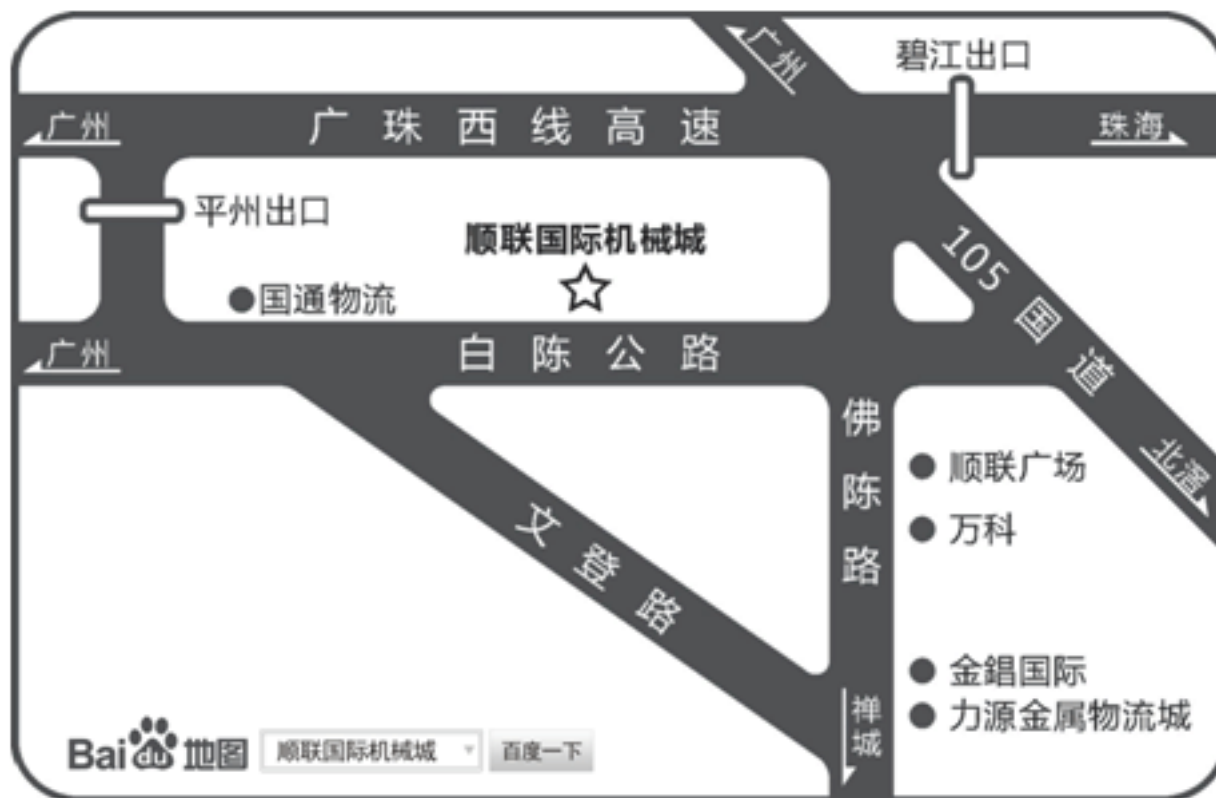 广州
碧江出口
广州
广珠西线高速
珠海
平州出口
顺联国际机械城
105国道
国通物流
广州
白陈公路
佛陈路
顺联广场
北滘
万科
文登路
金錩国际
力源金属物流城
禅城
Bai du 地图
顺联国际机械城
百度一下